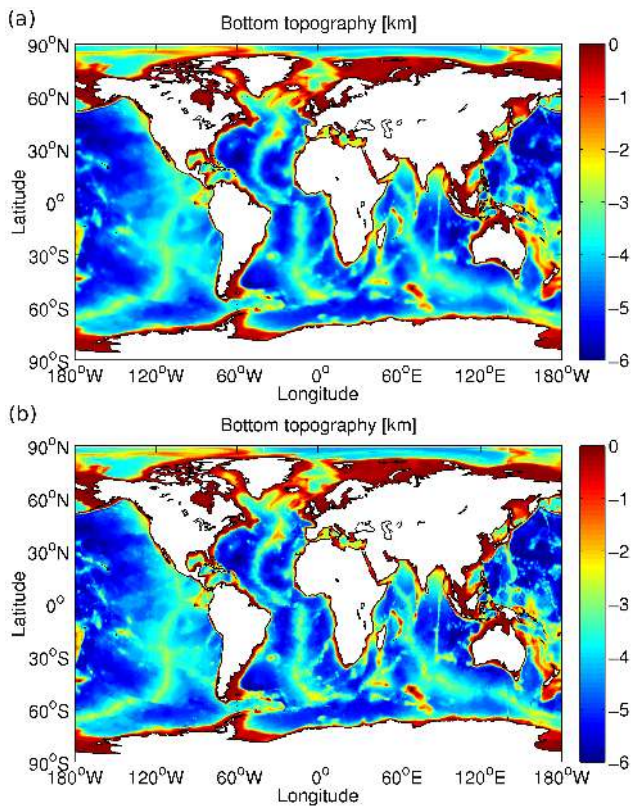 (a)
Bottom topography [km]
90°N
60°N
30°N
0°
30°S
60°S
90°S
Latitude
180°W 120°W 60°W 0° 60°E 120°E 180°W
Longitude
0
−1
−2
−3
−4
−5
−6
(b)
Bottom topography [km]
90°N
60°N
30°N
0°
30°S
60°S
90°S
Latitude
180°W 120°W 60°W 0° 60°E 120°E 180°W
Longitude
0
−1
−2
−3
−4
−5
−6